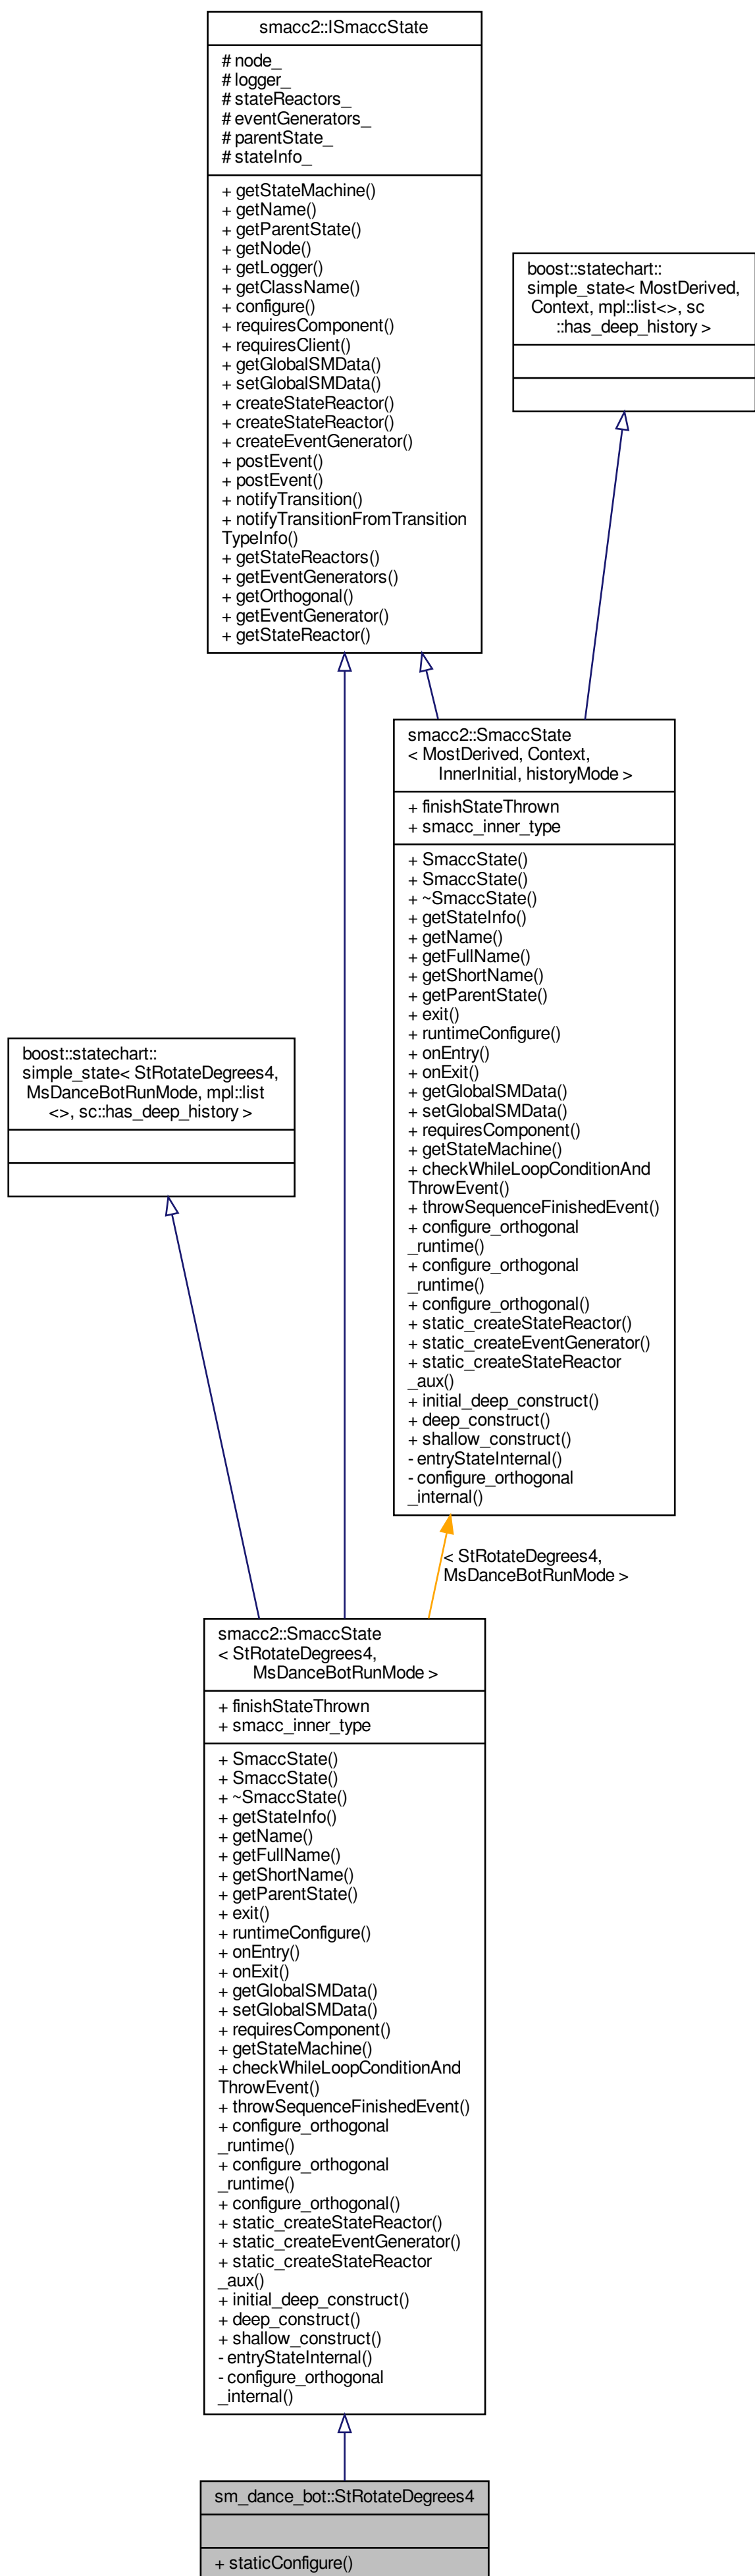 smacc2::ISmaccState
# node_
# logger_
# stateReactors_
# eventGenerators_
# parentState_
# stateInfo_
+ getStateMachine()
+ getName()
+ getParentState()
+ getNode()
+ getLogger()
+ getClassName()
+ configure()
+ requiresComponent()
+ requiresClient()
+ getGlobalSMData()
+ setGlobalSMData()
+ createStateReactor()
+ createStateReactor()
+ createEventGenerator()
+ postEvent()
+ postEvent()
+ notifyTransition()
+ notifyTransitionFromTransition
TypeInfo()
+ getStateReactors()
+ getEventGenerators()
+ getOrthogonal()
+ getEventGenerator()
+ getStateReactor()
boost::statechart::
simple_state< MostDerived,
Context, mpl::list<>, sc
::has_deep_history >
smacc2::SmaccState
< MostDerived, Context,
InnerInitial, historyMode >
+ finishStateThrown
+ smacc_inner_type
+ SmaccState()
+ SmaccState()
+ ~SmaccState()
+ getStateInfo()
+ getName()
+ getFullName()
+ getShortName()
+ getParentState()
+ exit()
+ runtimeConfigure()
+ onEntry()
+ onExit()
+ getGlobalSMData()
+ setGlobalSMData()
+ requiresComponent()
+ getStateMachine()
+ checkWhileLoopConditionAnd
ThrowEvent()
+ throwSequenceFinishedEvent()
+ configure_orthogonal
_runtime()
+ configure_orthogonal
_runtime()
+ configure_orthogonal()
+ static_createStateReactor()
+ static_createEventGenerator()
+ static_createStateReactor
_aux()
+ initial_deep_construct()
+ deep_construct()
+ shallow_construct()
- entryStateInternal()
- configure_orthogonal
_internal()
boost::statechart::
simple_state< StRotateDegrees4,
MsDanceBotRunMode, mpl::list
<>, sc::has_deep_history >
< StRotateDegrees4,
MsDanceBotRunMode >
smacc2::SmaccState
< StRotateDegrees4,
MsDanceBotRunMode >
+ finishStateThrown
+ smacc_inner_type
+ SmaccState()
+ SmaccState()
+ ~SmaccState()
+ getStateInfo()
+ getName()
+ getFullName()
+ getShortName()
+ getParentState()
+ exit()
+ runtimeConfigure()
+ onEntry()
+ onExit()
+ getGlobalSMData()
+ setGlobalSMData()
+ requiresComponent()
+ getStateMachine()
+ checkWhileLoopConditionAnd
ThrowEvent()
+ throwSequenceFinishedEvent()
+ configure_orthogonal
_runtime()
+ configure_orthogonal
_runtime()
+ configure_orthogonal()
+ static_createStateReactor()
+ static_createEventGenerator()
+ static_createStateReactor
_aux()
+ initial_deep_construct()
+ deep_construct()
+ shallow_construct()
- entryStateInternal()
- configure_orthogonal
_internal()
sm_dance_bot::StRotateDegrees4
+ staticConfigure()